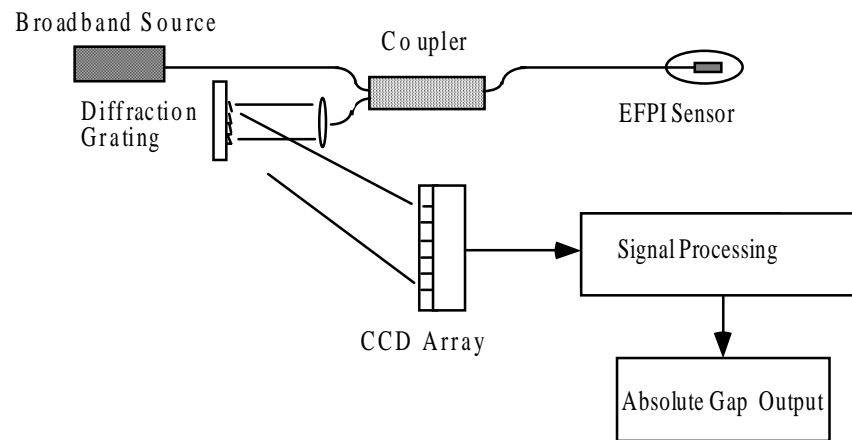 Broadband Source
Coupler
Diffraction
Grating
EFPI Sensor
Signal Processing
CCD Array
Absolute Gap Output